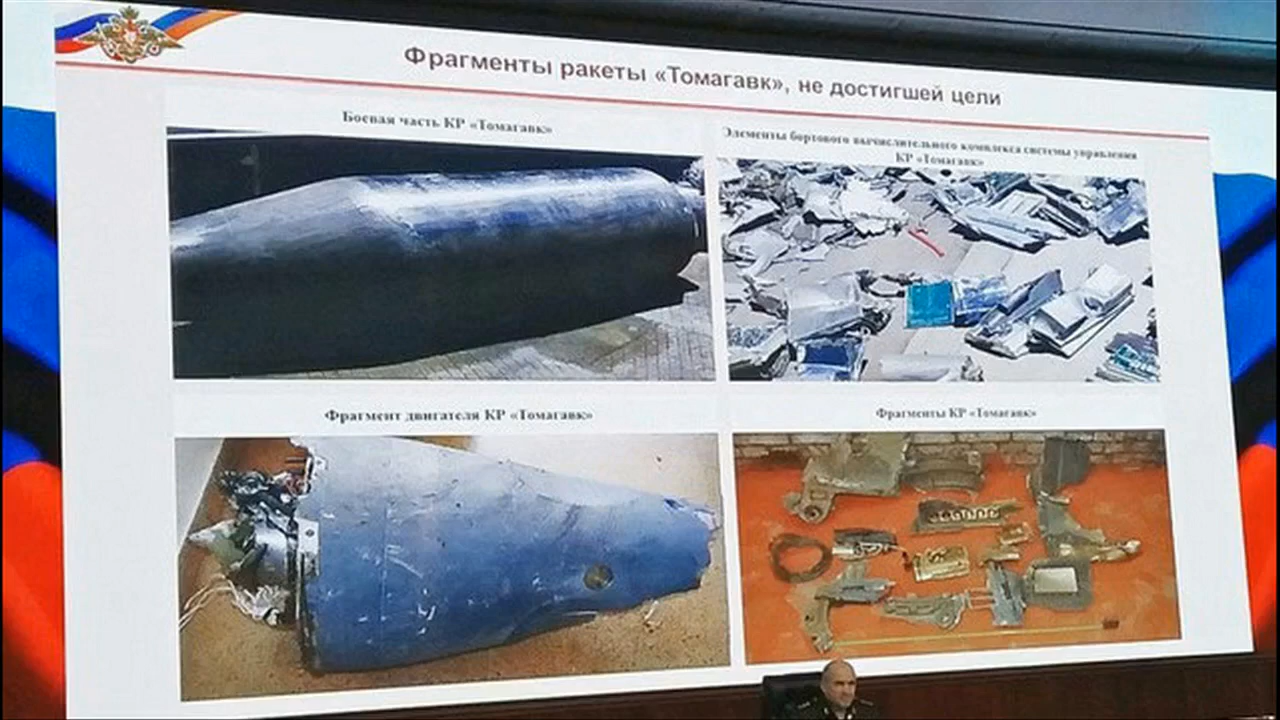 Фрагменты ракеты «Томагавк», не достигшей цели
Боевая часть КР «Томагавк»
Элементы бортового вычислительного комплекса системы управления
КР «Томагавк»
Фрагмент двигателя КР «Томагавк»
Фрагменты КР «Томагавк»